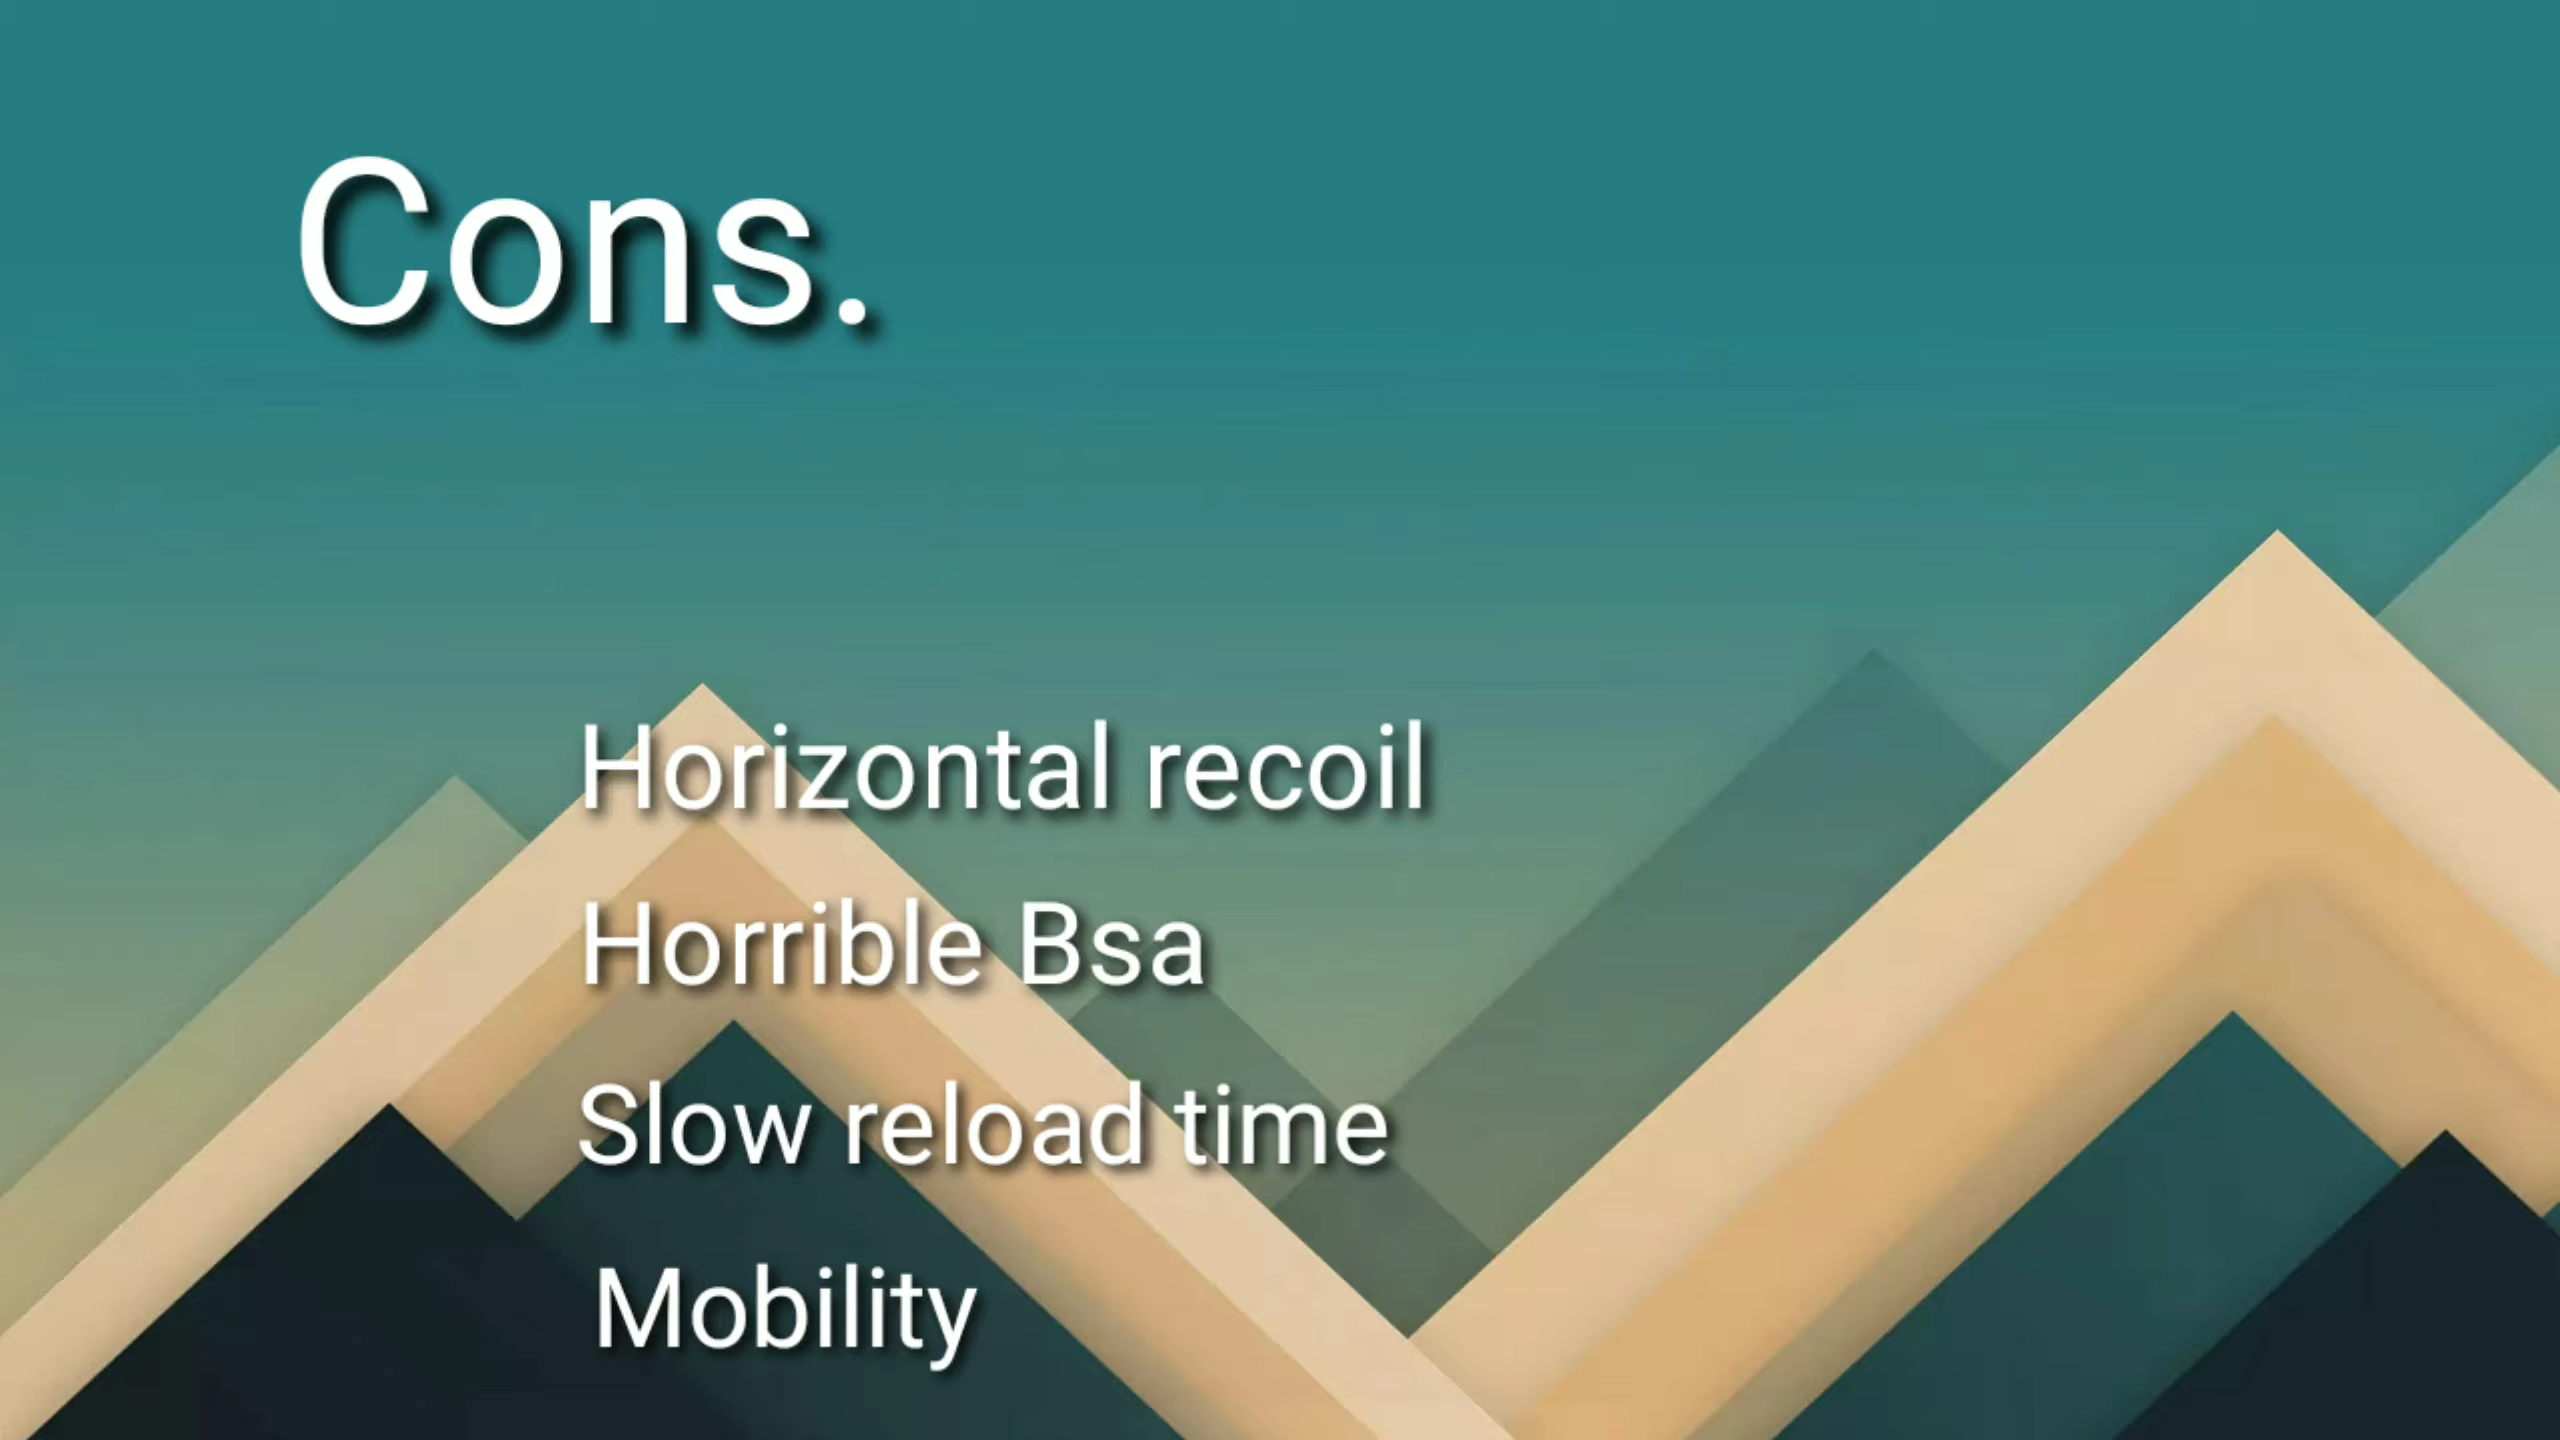 Cons.
Horizontal recoil
Horrible Bsa
Slow reload time
Mobility